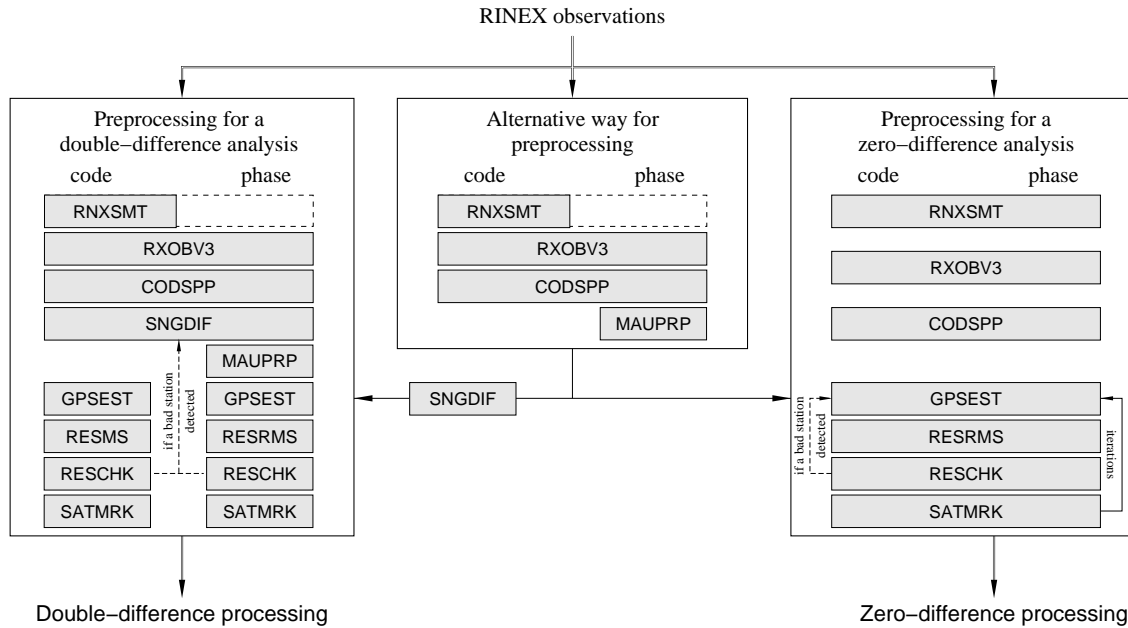 RINEX observations
Preprocessing for a
double−difference analysis
code phase
RNXSMT
RXOBV3
CODSPP
SNGDIF
MAUPRP
GPSEST GPSEST
RESMS RESRMS
RESCHK RESCHK
SATMRK SATMRK
if a bad station
detected
Double−difference processing
Alternative way for
preprocessing
code phase
RNXSMT
RXOBV3
CODSPP
MAUPRP
SNGDIF
Preprocessing for a
zero−difference analysis
code phase
RNXSMT
RXOBV3
CODSPP
GPSEST
RESRMS
RESCHK
SATMRK
if a bad station
detected
iterations
Zero−difference processing